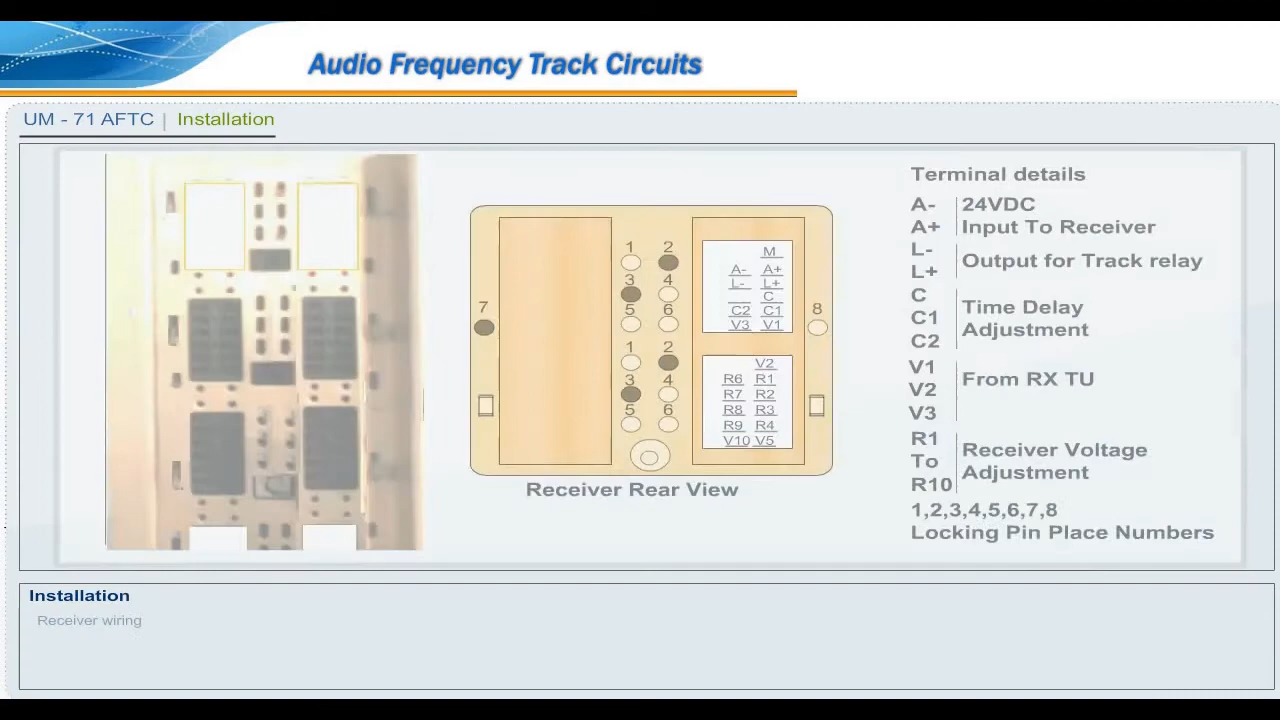 Audio Frequency Track Circuits
UM - 71 AFTC | Installation
1 2
3 4
5 6
7
8
1 2
3 4
5 6
M
A- A+
L- L+
C
C2 C1
V3 V1
V2
R6 R1
R7 R2
R8 R3
R9 R4
V10 V5
Receiver Rear View
Terminal details
A- 24VDC
A+ Input To Receiver
L-
L+
Output for Track relay
C
C1
C2
Time Delay
Adjustment
V1
V2
V3
From RX TU
R1
To
R10
Receiver Voltage
Adjustment
1,2,3,4,5,6,7,8
Locking Pin Place Numbers
Installation
Receiver wiring